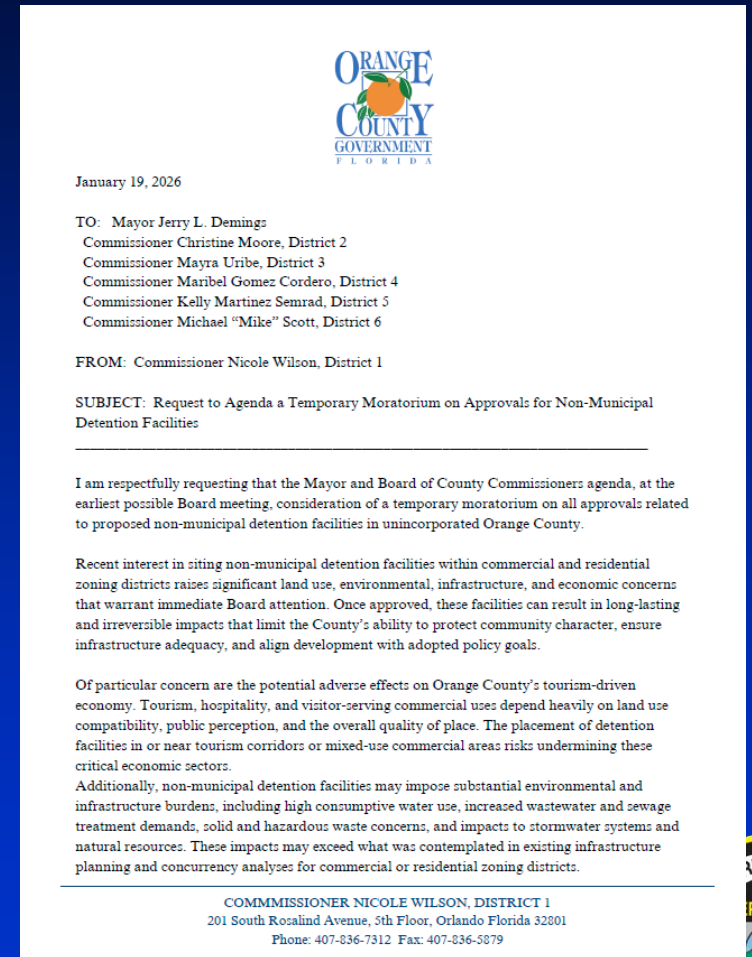 ORANGE
COUNTY
GOVERNMENT
FLORIDA
January 19, 2026
TO: Mayor Jerry L. Demings
Commissioner Christine Moore, District 2
Commissioner Mayra Uribe, District 3
Commissioner Maribel Gomez Cordero, District 4
Commissioner Kelly Martinez Semrad, District 5
Commissioner Michael “Mike” Scott, District 6
FROM: Commissioner Nicole Wilson, District 1
SUBJECT: Request to Agenda a Temporary Moratorium on Approvals for Non-Municipal
Detention Facilities
I am respectfully requesting that the Mayor and Board of County Commissioners agenda, at the
earliest possible Board meeting, consideration of a temporary moratorium on all approvals related
to proposed non-municipal detention facilities in unincorporated Orange County.
Recent interest in siting non-municipal detention facilities within commercial and residential
zoning districts raises significant land use, environmental, infrastructure, and economic concerns
that warrant immediate Board attention. Once approved, these facilities can result in long-lasting
and irreversible impacts that limit the County’s ability to protect community character, ensure
infrastructure adequacy, and align development with adopted policy goals.
Of particular concern are the potential adverse effects on Orange County’s tourism-driven
economy. Tourism, hospitality, and visitor-serving commercial uses depend heavily on land use
compatibility, public perception, and the overall quality of place. The placement of detention
facilities in or near tourism corridors or mixed-use commercial areas risks undermining these
critical economic sectors.
Additionally, non-municipal detention facilities may impose substantial environmental and
infrastructure burdens, including high consumptive water use, increased wastewater and sewage
treatment demands, solid and hazardous waste concerns, and impacts to stormwater systems and
natural resources. These impacts may exceed what was contemplated in existing infrastructure
planning and concurrency analyses for commercial or residential zoning districts.
COMMMISSIONER NICOLE WILSON, DISTRICT 1
201 South Rosalind Avenue, 5th Floor, Orlando Florida 32801
Phone: 407-836-7312 Fax: 407-836-5879